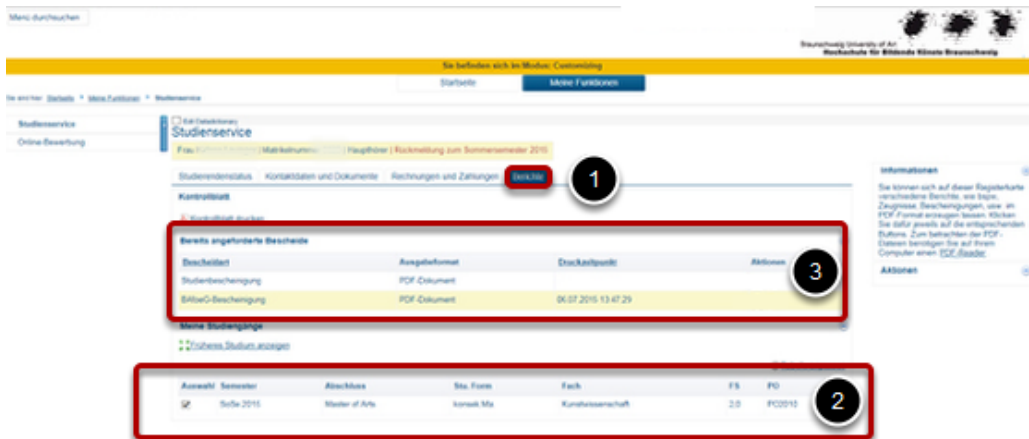 Menü durchsuchen
Braunschweig University of Art
Hochschule für Bildende Künste Braunschweig
Sie befinden sich im Modus: Customizing
Startseite Meine Funktionen
Sie sind hier: Startseite Meine Funktionen Studienservice
Studienservice
Online-Bewerbung
Edit Datadictionary
Studienservice
Frau | Matrikelnummer | Haupthörer | Rückmeldung zum Sommersemester 2015
Studierendenstatus Kontaktdaten und Dokumente Rechnungen und Zahlungen Berichte
1
Kontrollblatt
Kontrollblatt drucken
Bereits angeforderte Bescheide
Bescheidart Ausgabeformat Druckzeitpunkt Aktionen
Studienbescheinigung PDF-Dokument
BAföG-Bescheinigung PDF-Dokument 06.07.2015 13:47:29
3
Meine Studiengänge
Früheres Studium anzeigen
Auswahl Semester Abschluss Stu. Form Fach FS PO
SoSe 2015 Master of Arts konsek.Ma Kunstwissenschaft 2.0 PO2010
2
Informationen
Sie können sich auf dieser Registerkarte
verschiedene Berichte, wie bspw.
Zeugnisse, Bescheinigungen, usw. im
PDF-Format erzeugen lassen. Klicken
Sie dafür jeweils auf die entsprechenden
Buttons. Zum betrachten der PDF-
Dateien benötigen Sie auf Ihrem
Computer einen PDF-Reader.
Aktionen